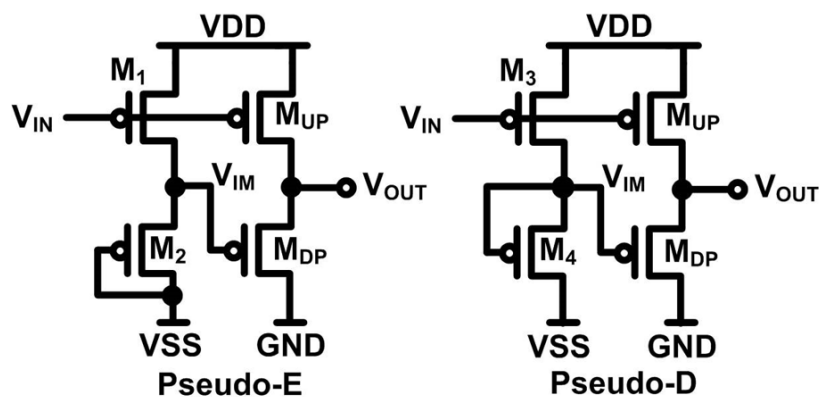 VDD
M1
VIN
MUP
VIM
VOUT
M2
MDP
VSS
GND
Pseudo-E
VDD
M3
VIN
MUP
VIM
VOUT
M4
MDP
VSS
GND
Pseudo-D